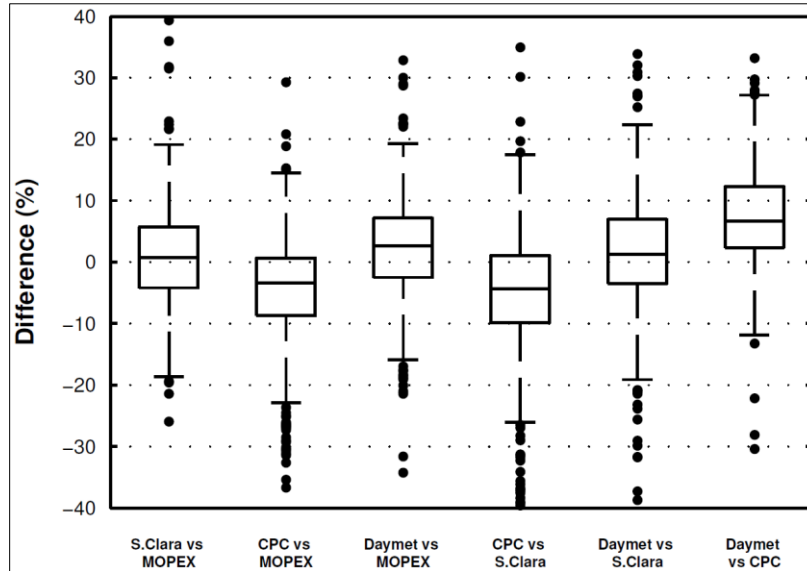 Difference (%)
40
30
20
10
0
−10
−20
−30
−40
S.Clara vs
MOPEX
CPC vs
MOPEX
Daymet vs
MOPEX
CPC vs
S.Clara
Daymet vs
S.Clara
Daymet
vs CPC